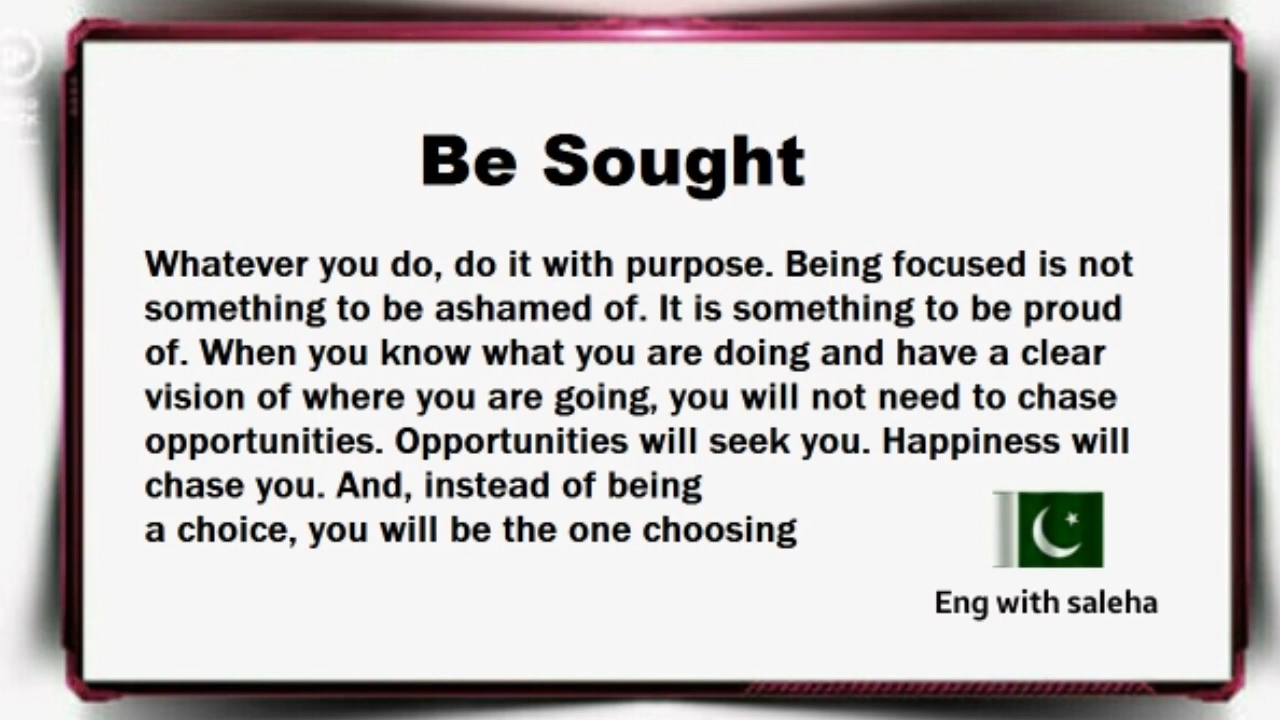 Be Sought
Whatever you do, do it with purpose. Being focused is not
something to be ashamed of. It is something to be proud
of. When you know what you are doing and have a clear
vision of where you are going, you will not need to chase
opportunities. Opportunities will seek you. Happiness will
chase you. And, instead of being
a choice, you will be the one choosing
Eng with saleha